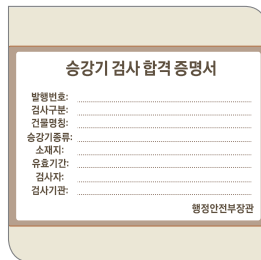 승강기 검사 합격 증명서
발행번호:
검사구분:
건물명칭:
승강기종류:
소재지:
유효기간:
검사자:
검사기관:
행정안전부장관